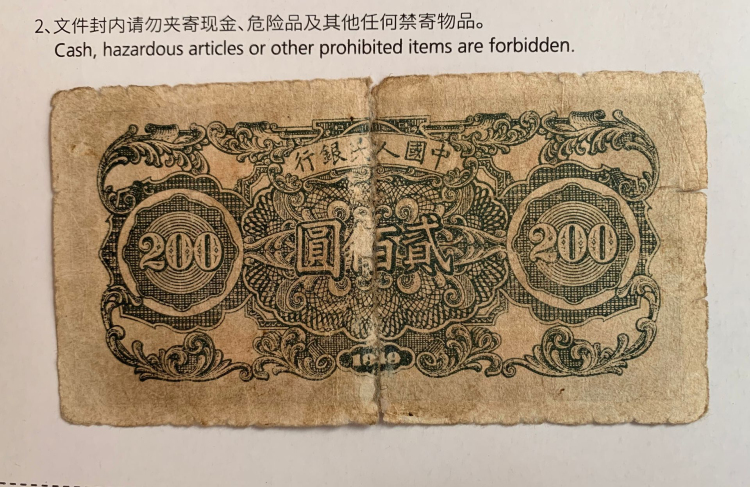 2、文件封内请勿夹寄现金、危险品及其他任何禁寄物品。
Cash, hazardous articles or other prohibited items are forbidden.
中國人民銀行
200
貳佰圓
200
1949